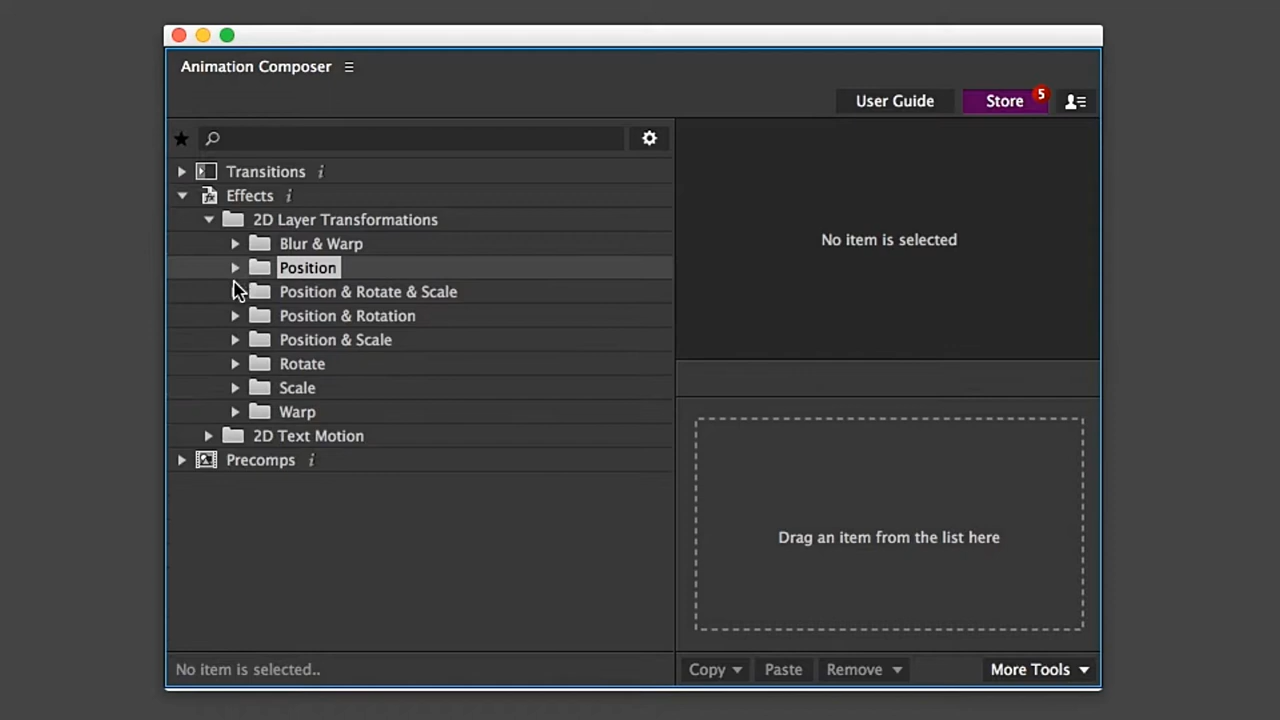 Animation Composer
User Guide
Store
5
Transitions i
Effects i
2D Layer Transformations
Blur & Warp
Position
Position & Rotate & Scale
Position & Rotation
Position & Scale
Rotate
Scale
Warp
2D Text Motion
Precomps i
No item is selected..
No item is selected
Drag an item from the list here
Copy
Paste
Remove
More Tools